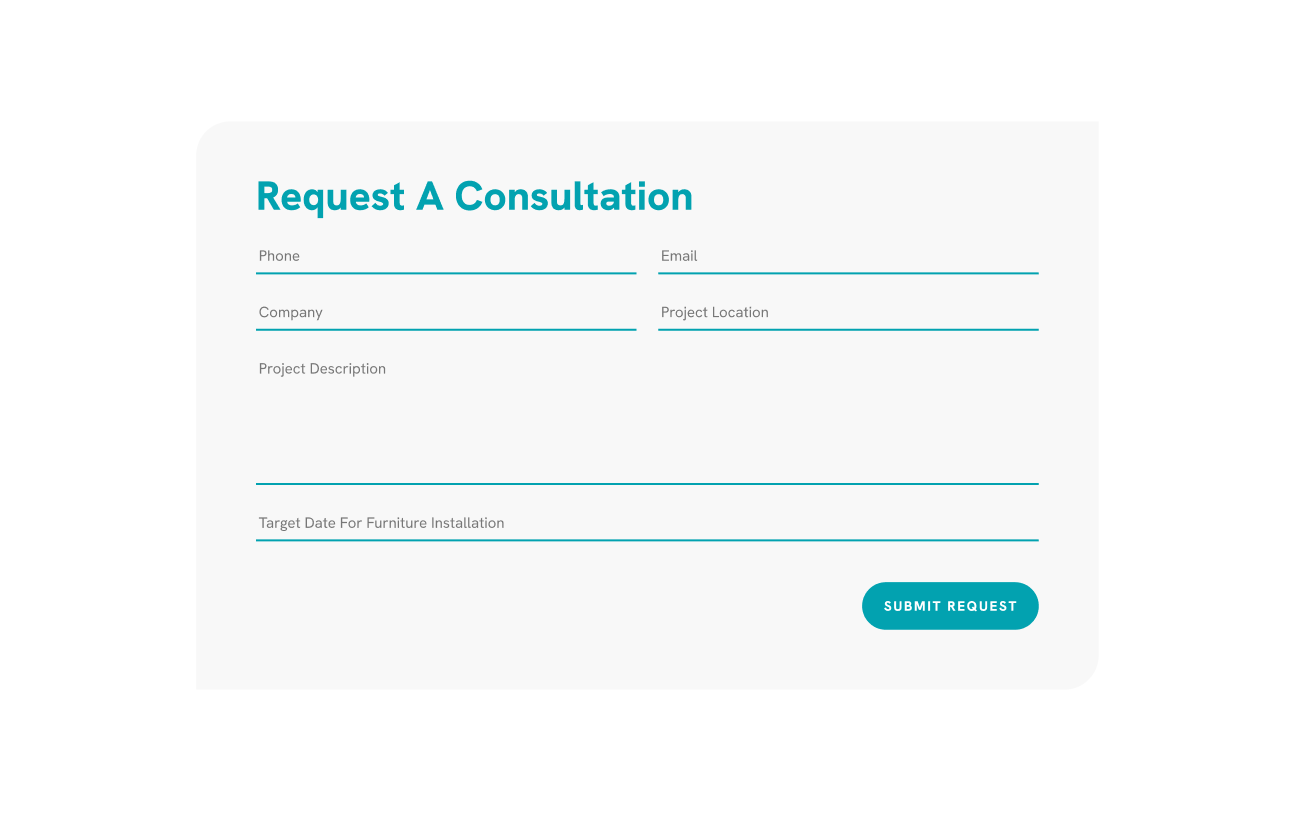 Request A Consultation
Phone
Email
Company
Project Location
Project Description
Target Date For Furniture Installation
SUBMIT REQUEST